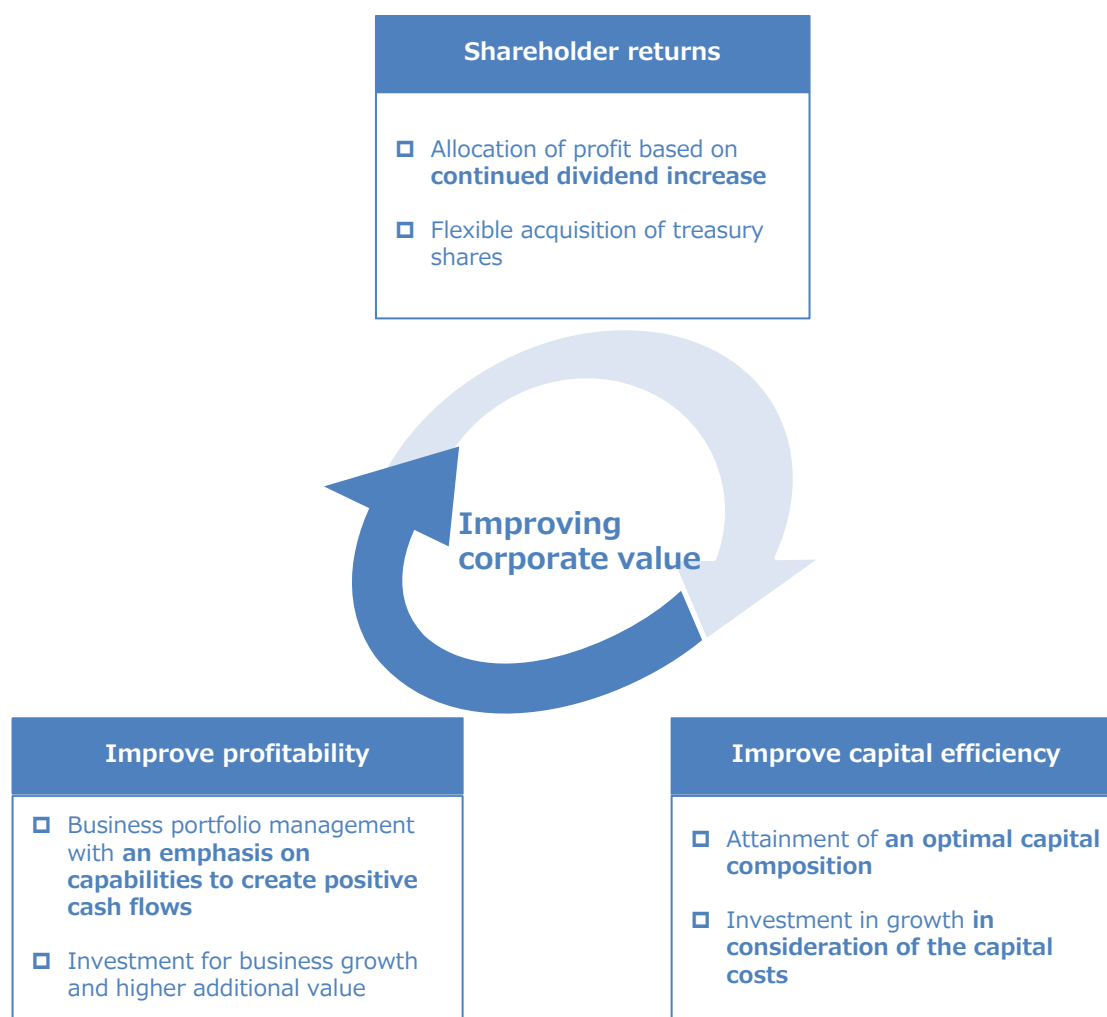 Shareholder returns
Allocation of profit based on
continued dividend increase
Flexible acquisition of treasury
shares
Improving
corporate value
Improve profitability
Business portfolio management
with an emphasis on
capabilities to create positive
cash flows
Investment for business growth
and higher additional value
Improve capital efficiency
Attainment of an optimal capital
composition
Investment in growth in
consideration of the capital
costs